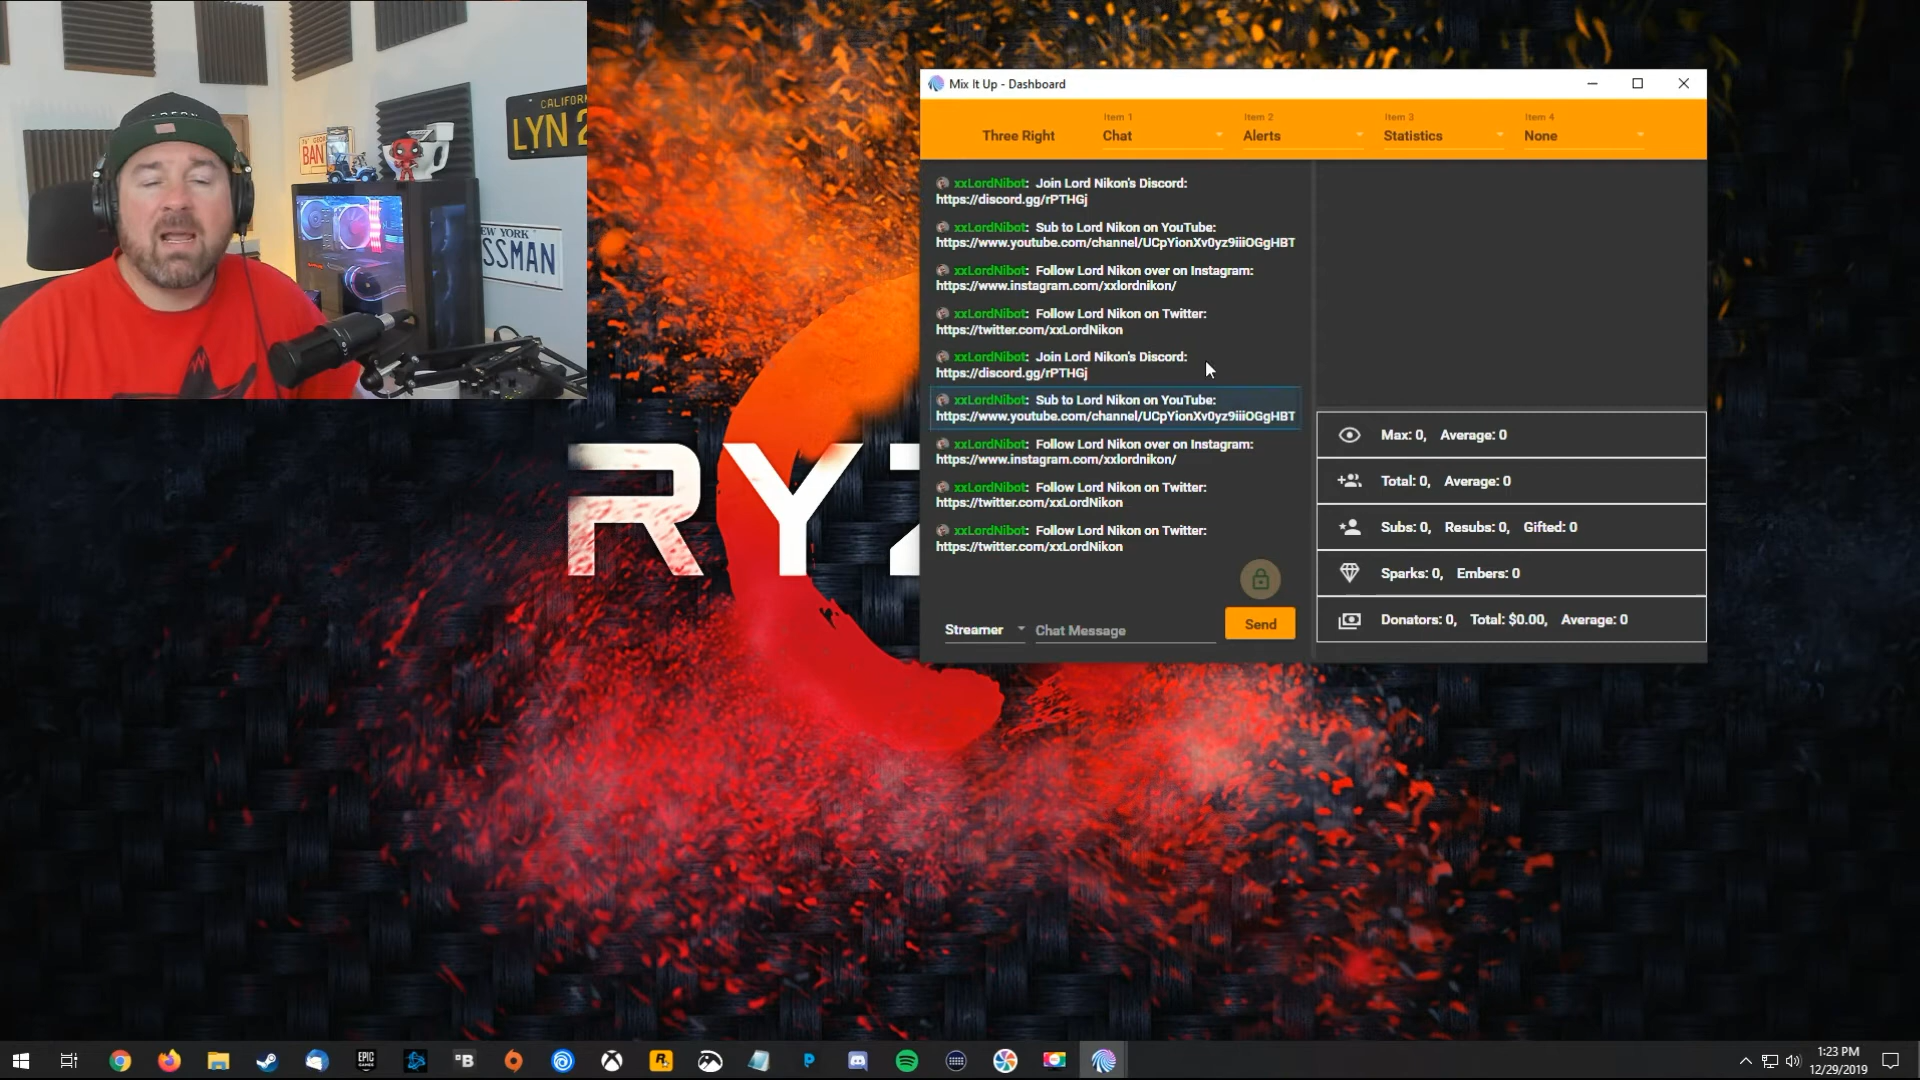 CALIFOR
LYN 2
BAN
EW YORK
SSMAN
RYZ
Mix It Up - Dashboard
Three Right
Item 1
Chat
Item 2
Alerts
Item 3
Statistics
Item 4
None
xxLordNibot: Join Lord Nikon's Discord:
https://discord.gg/rPTHGj
xxLordNibot: Sub to Lord Nikon on YouTube:
https://www.youtube.com/channel/UCpYionXv0yz9iiiOGgHBT
xxLordNibot: Follow Lord Nikon over on Instagram:
https://www.instagram.com/xxlordnikon/
xxLordNibot: Follow Lord Nikon on Twitter:
https://twitter.com/xxLordNikon
xxLordNibot: Join Lord Nikon's Discord:
https://discord.gg/rPTHGj
xxLordNibot: Sub to Lord Nikon on YouTube:
https://www.youtube.com/channel/UCpYionXv0yz9iiiOGgHBT
xxLordNibot: Follow Lord Nikon over on Instagram:
https://www.instagram.com/xxlordnikon/
xxLordNibot: Follow Lord Nikon on Twitter:
https://twitter.com/xxLordNikon
xxLordNibot: Follow Lord Nikon on Twitter:
https://twitter.com/xxLordNikon
Streamer
Chat Message
Send
Max: 0, Average: 0
Total: 0, Average: 0
Subs: 0, Resubs: 0, Gifted: 0
Sparks: 0, Embers: 0
Donators: 0, Total: $0.00, Average: 0
EPIC
GAMES
B
R
1:23 PM
12/29/2019